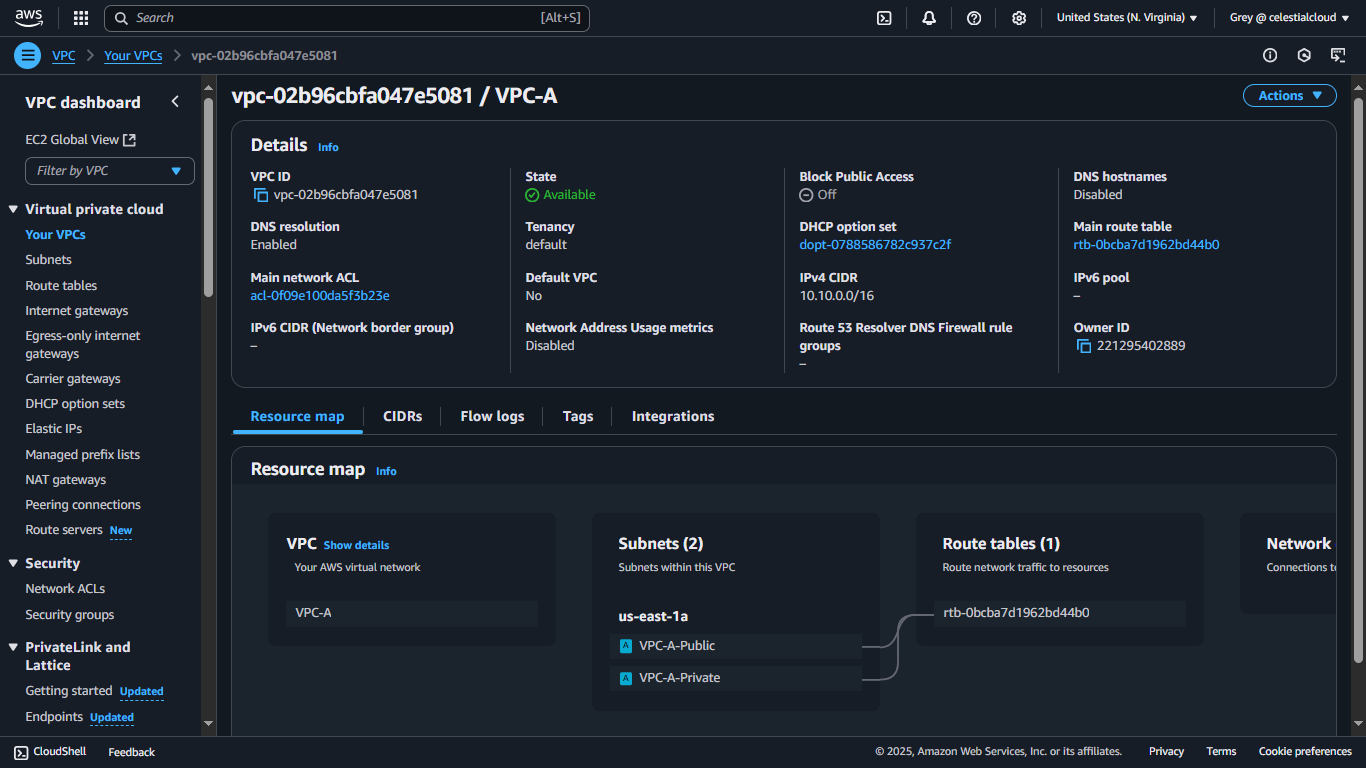 aws
Search [Alt+S]
United States (N. Virginia)
Grey @ celestialcloud
VPC
Your VPCs
vpc-02b96cbfa047e5081
VPC dashboard
EC2 Global View
Filter by VPC
Virtual private cloud
Your VPCs
Subnets
Route tables
Internet gateways
Egress-only internet
gateways
Carrier gateways
DHCP option sets
Elastic IPs
Managed prefix lists
NAT gateways
Peering connections
Route servers New
Security
Network ACLs
Security groups
PrivateLink and
Lattice
Getting started Updated
Endpoints Updated
vpc-02b96cbfa047e5081 / VPC-A
Actions
Details Info
VPC ID
vpc-02b96cbfa047e5081
State
Available
Block Public Access
Off
DNS hostnames
Disabled
DNS resolution
Enabled
Tenancy
default
DHCP option set
dopt-0788586782c937c2f
Main route table
rtb-0bcba7d1962bd44b0
Main network ACL
acl-0f09e100da5f3b23e
Default VPC
No
IPv4 CIDR
10.10.0.0/16
IPv6 pool
–
IPv6 CIDR (Network border group)
–
Network Address Usage metrics
Disabled
Route 53 Resolver DNS Firewall rule
groups
–
Owner ID
221295402889
Resource map
CIDRs
Flow logs
Tags
Integrations
Resource map Info
VPC Show details
Your AWS virtual network
VPC-A
Subnets (2)
Subnets within this VPC
us-east-1a
A VPC-A-Public
A VPC-A-Private
Route tables (1)
Route network traffic to resources
rtb-0bcba7d1962bd44b0
Network
Connections to
CloudShell
Feedback
© 2025, Amazon Web Services, Inc. or its affiliates.
Privacy
Terms
Cookie preferences